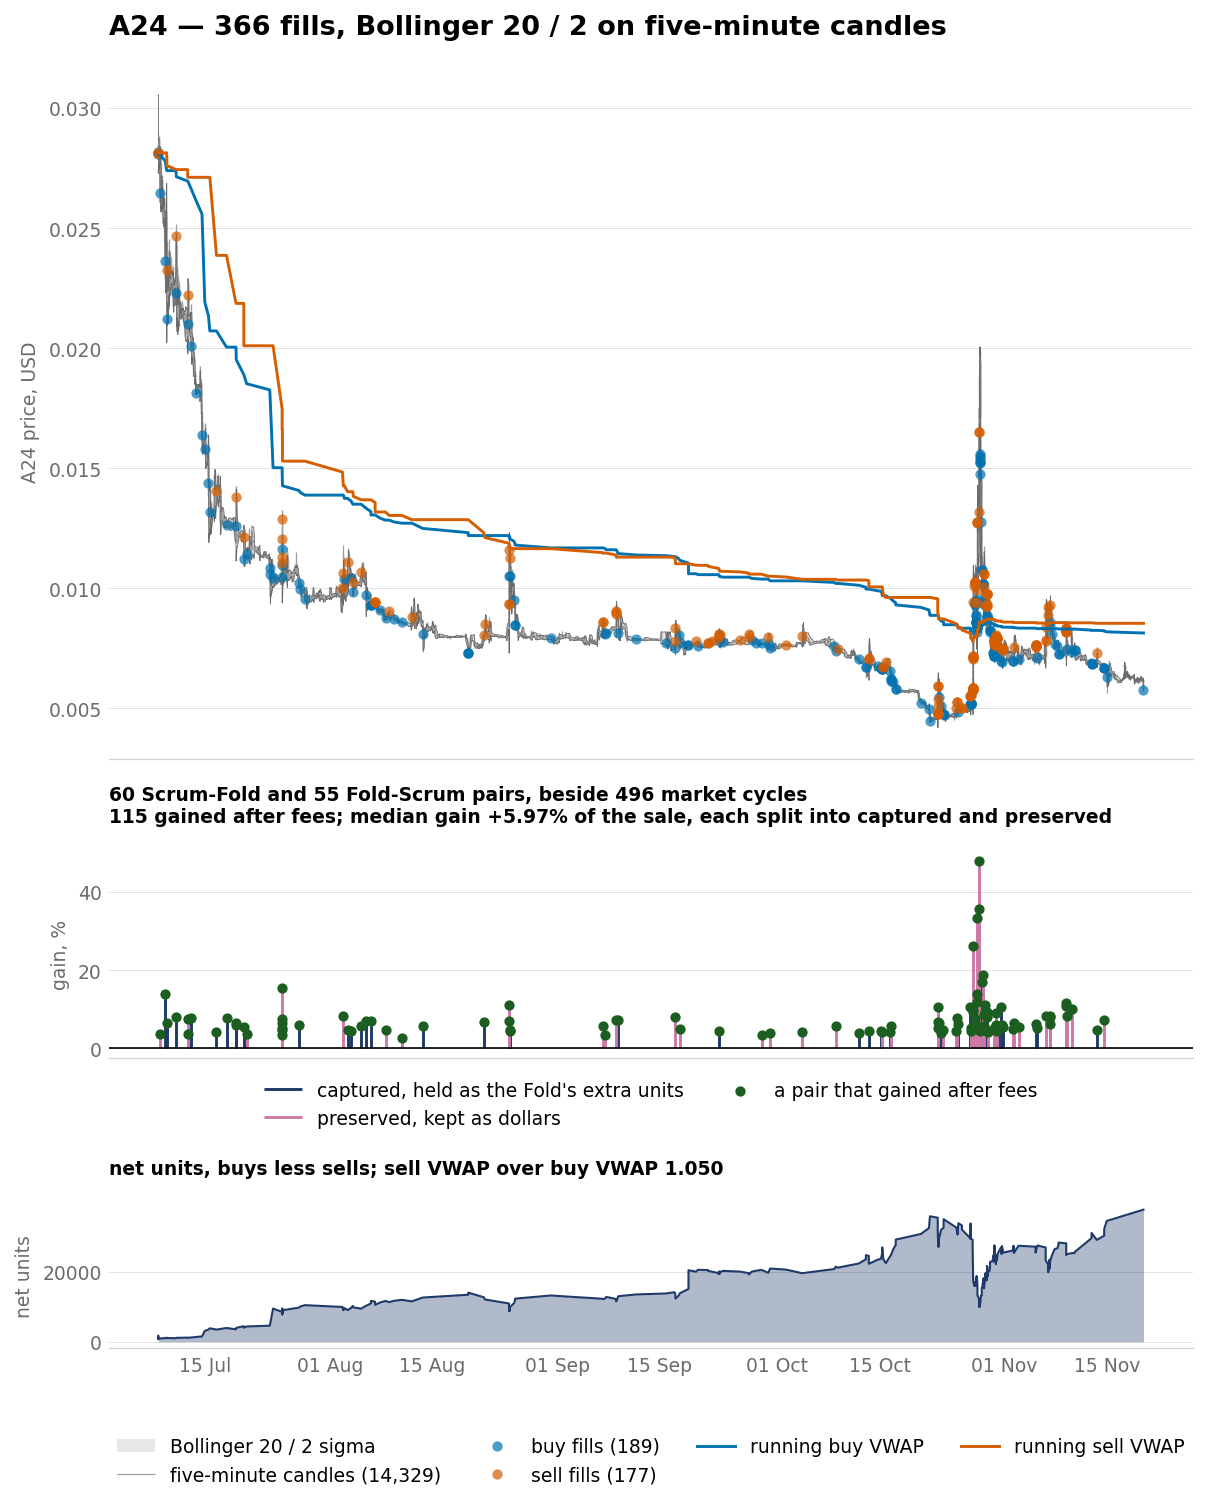 A24 — 366 fills, Bollinger 20 / 2 on five-minute candles
0.030
0.025
0.020
0.015
0.010
0.005
A24 price, USD
60 Scrum-Fold and 55 Fold-Scrum pairs, beside 496 market cycles
115 gained after fees; median gain +5.97% of the sale, each split into captured and preserved
40
20
0
gain, %
captured, held as the Fold's extra units
a pair that gained after fees
preserved, kept as dollars
net units, buys less sells; sell VWAP over buy VWAP 1.050
20000
0
net units
15 Jul 01 Aug 15 Aug 01 Sep 15 Sep 01 Oct 15 Oct 01 Nov 15 Nov
Bollinger 20 / 2 sigma buy fills (189) running buy VWAP running sell VWAP
five-minute candles (14,329) sell fills (177)